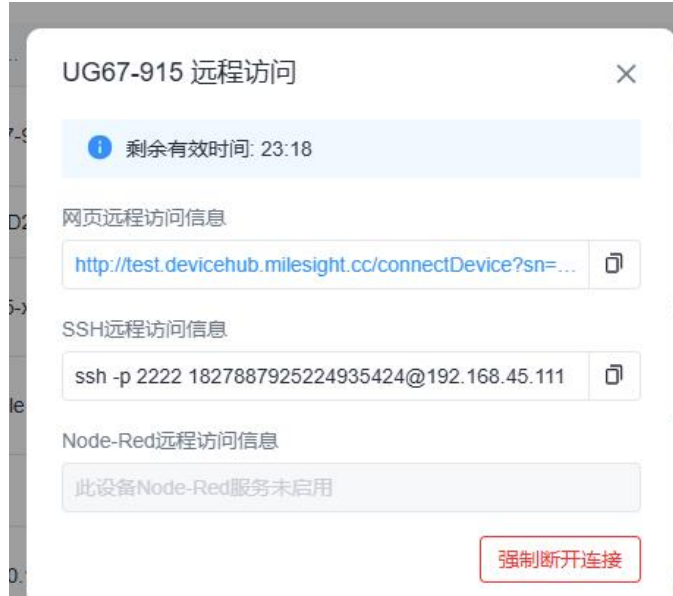 UG67-915 远程访问
剩余有效时间: 23:18
网页远程访问信息
http://test.devicehub.milesight.cc/connectDevice?sn=...
SSH远程访问信息
ssh -p 2222 1827887925224935424@192.168.45.111
Node-Red远程访问信息
此设备Node-Red服务未启用
强制断开连接